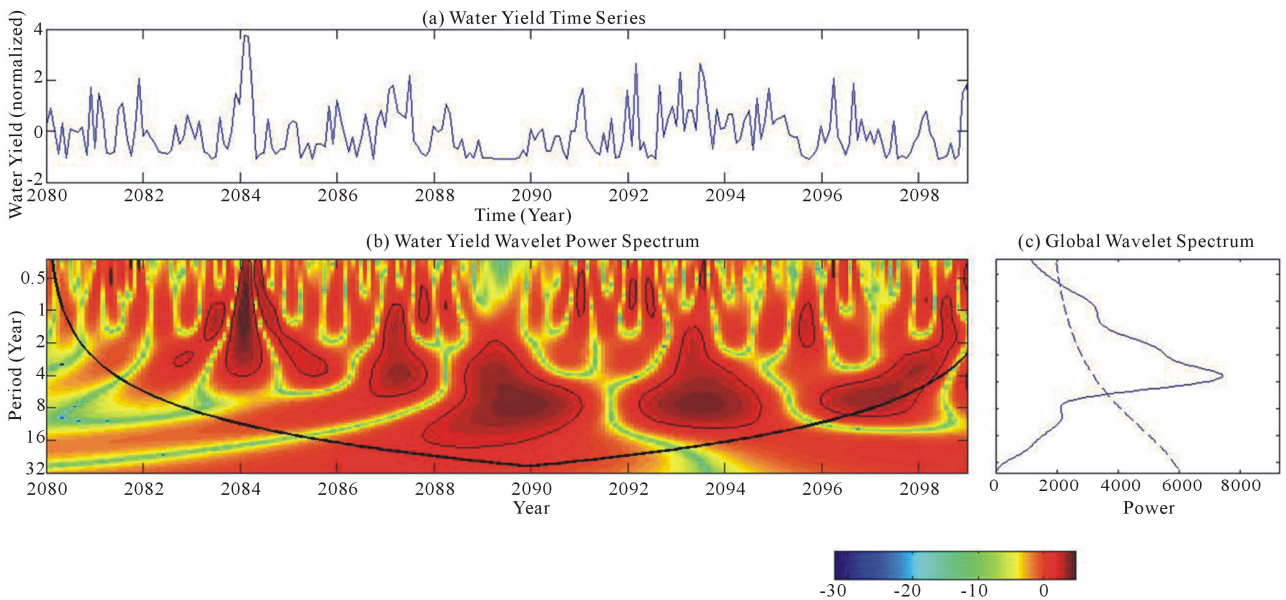 (a) Water Yield Time Series
Water Yield (normalized)
4
2
0
-2
2080 2082 2084 2086 2088 2090 2092 2094 2096 2098
Time (Year)
(b) Water Yield Wavelet Power Spectrum
Period (Year)
0.5
1
2
4
8
16
32
2080 2082 2084 2086 2088 2090 2092 2094 2096 2098
Year
(c) Global Wavelet Spectrum
0 2000 4000 6000 8000
Power
-30 -20 -10 0